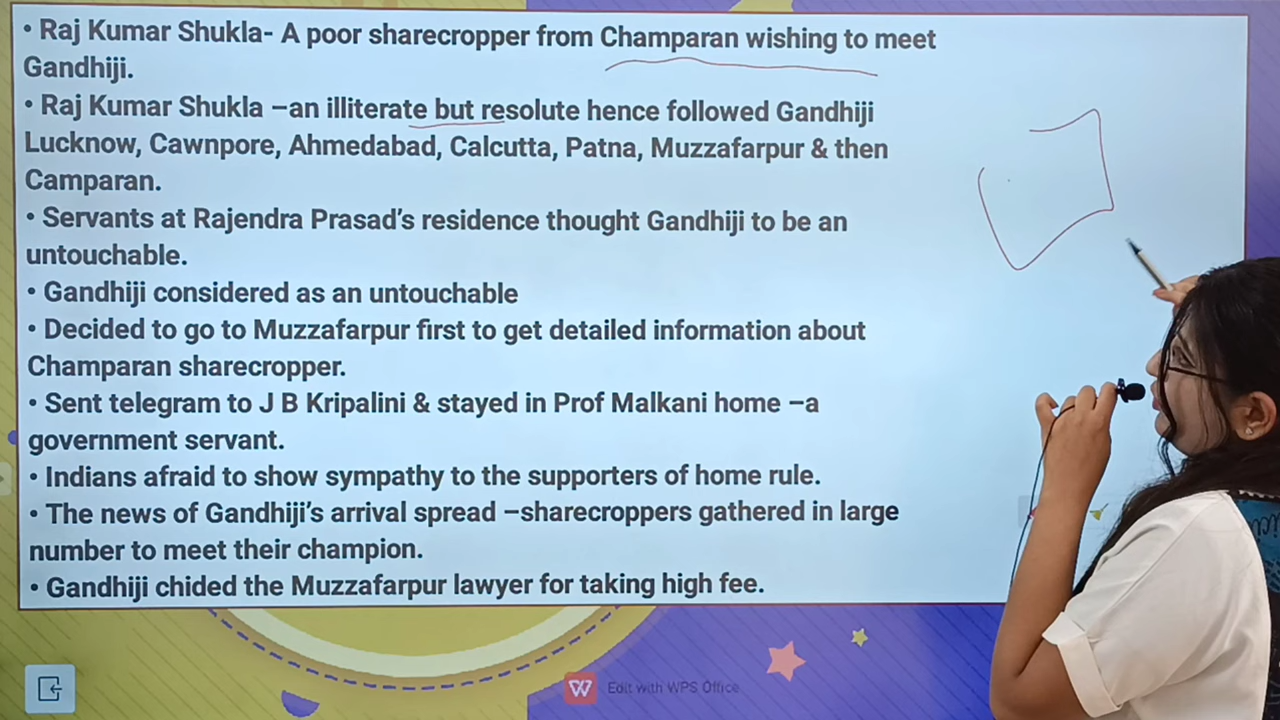 • Raj Kumar Shukla- A poor sharecropper from Champaran wishing to meet
Gandhiji.
• Raj Kumar Shukla –an illiterate but resolute hence followed Gandhiji
Lucknow, Cawnpore, Ahmedabad, Calcutta, Patna, Muzzafarpur & then
Camparan.
• Servants at Rajendra Prasad's residence thought Gandhiji to be an
untouchable.
• Gandhiji considered as an untouchable
• Decided to go to Muzzafarpur first to get detailed information about
Champaran sharecropper.
• Sent telegram to J B Kripalini & stayed in Prof Malkani home –a
government servant.
• Indians afraid to show sympathy to the supporters of home rule.
• The news of Gandhiji's arrival spread –sharecroppers gathered in large
number to meet their champion.
• Gandhiji chided the Muzzafarpur lawyer for taking high fee.
Edit with WPS Office